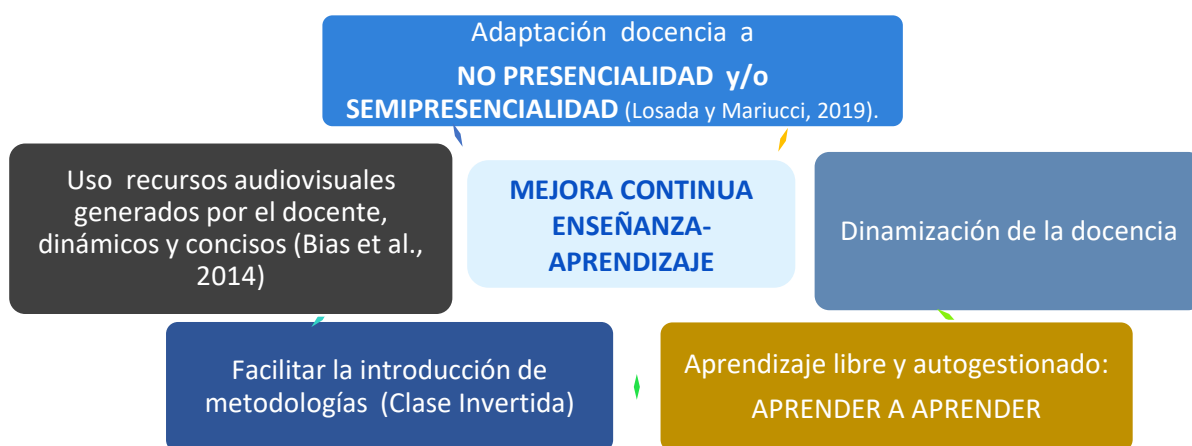 Adaptación docencia a
NO PRESENCIALIDAD y/o
SEMIPRESENCIALIDAD (Losada y Mariucci, 2019).
Uso recursos audiovisuales
generados por el docente,
dinámicos y concisos (Bias et al.,
2014)
MEJORA CONTINUA
ENSEÑANZA-
APRENDIZAJE
Dinamización de la docencia
Facilitar la introducción de
metodologías (Clase Invertida)
Aprendizaje libre y autogestionado:
APRENDER A APRENDER